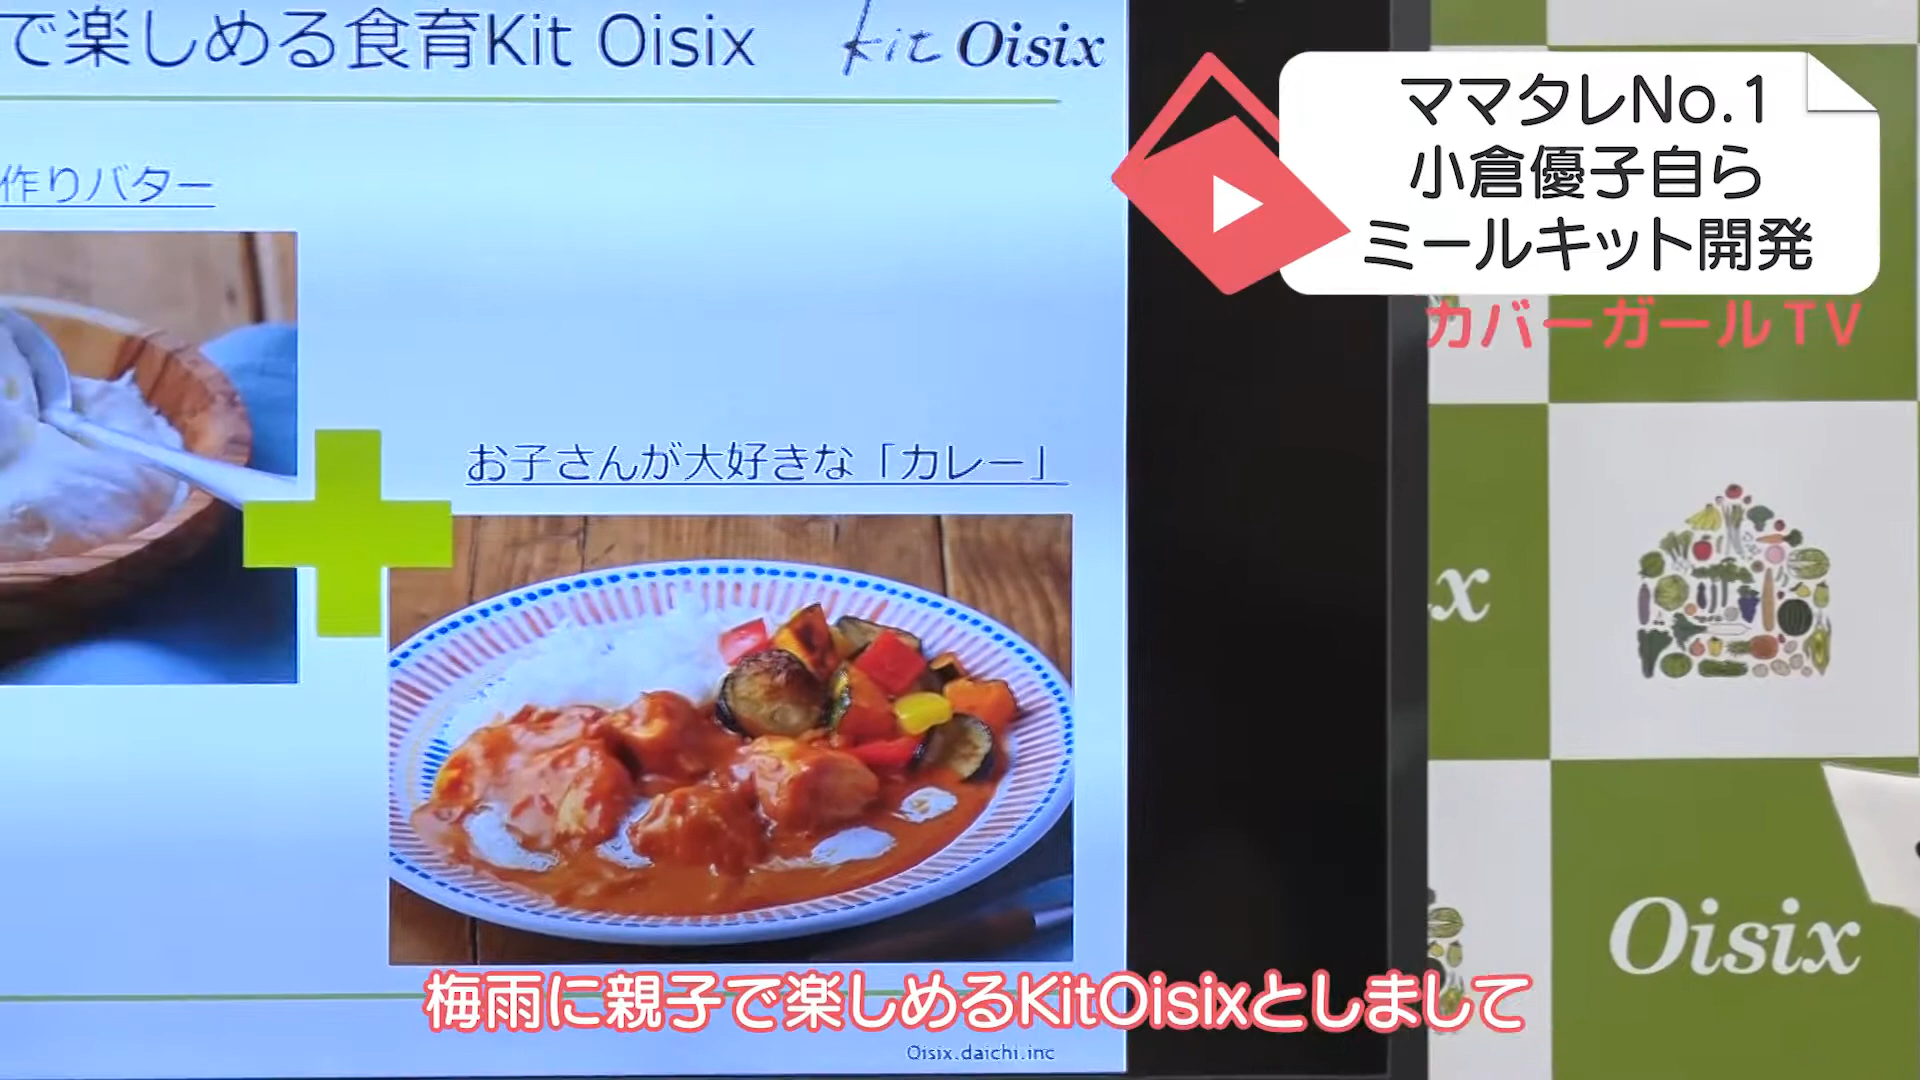 で楽しめる食育Kit Oisix
kit Oisix
ママタレNo.1
小倉優子自ら
ミールキット開発
カバーガールTV
作りバター
お子さんが大好きな「カレー」
x
Oisix
梅雨に親子で楽しめるKitOisixとしまして
Oisix.daichi.inc